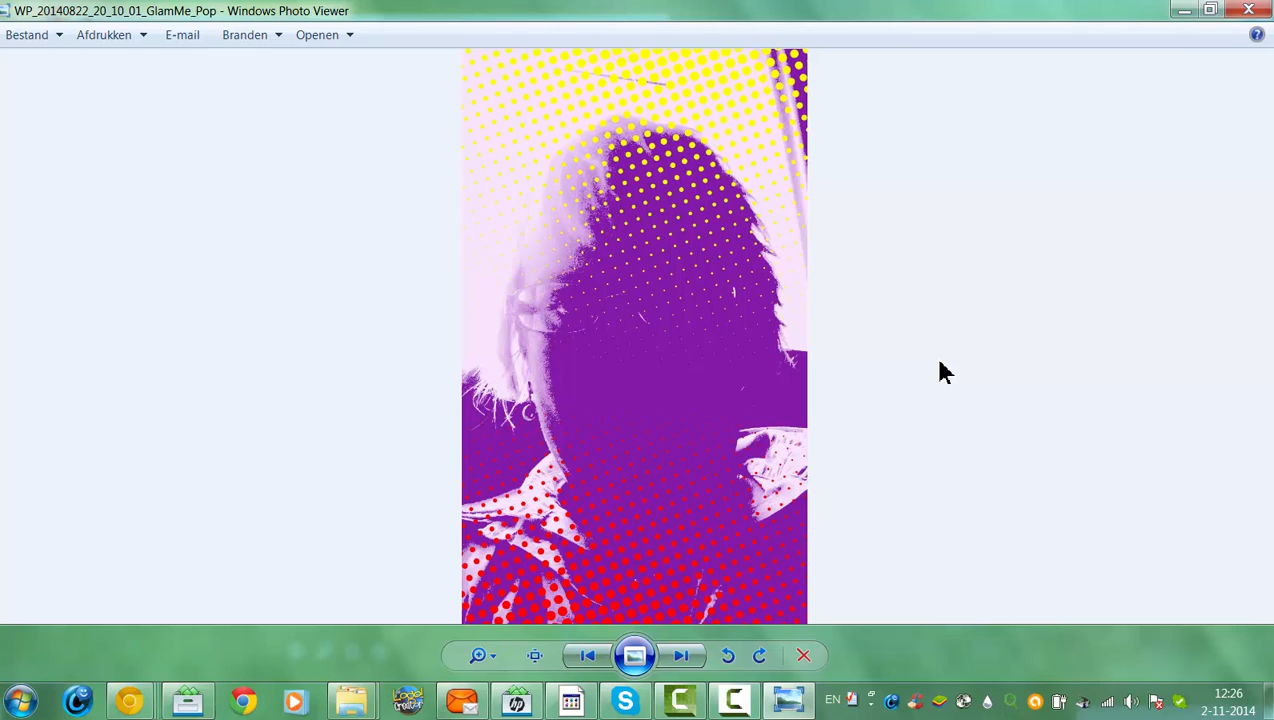 WP_20140822_20_10_01_GlamMe_Pop - Windows Photo Viewer
Bestand Afdrukken E-mail Branden Openen
EN 12:26
2-11-2014